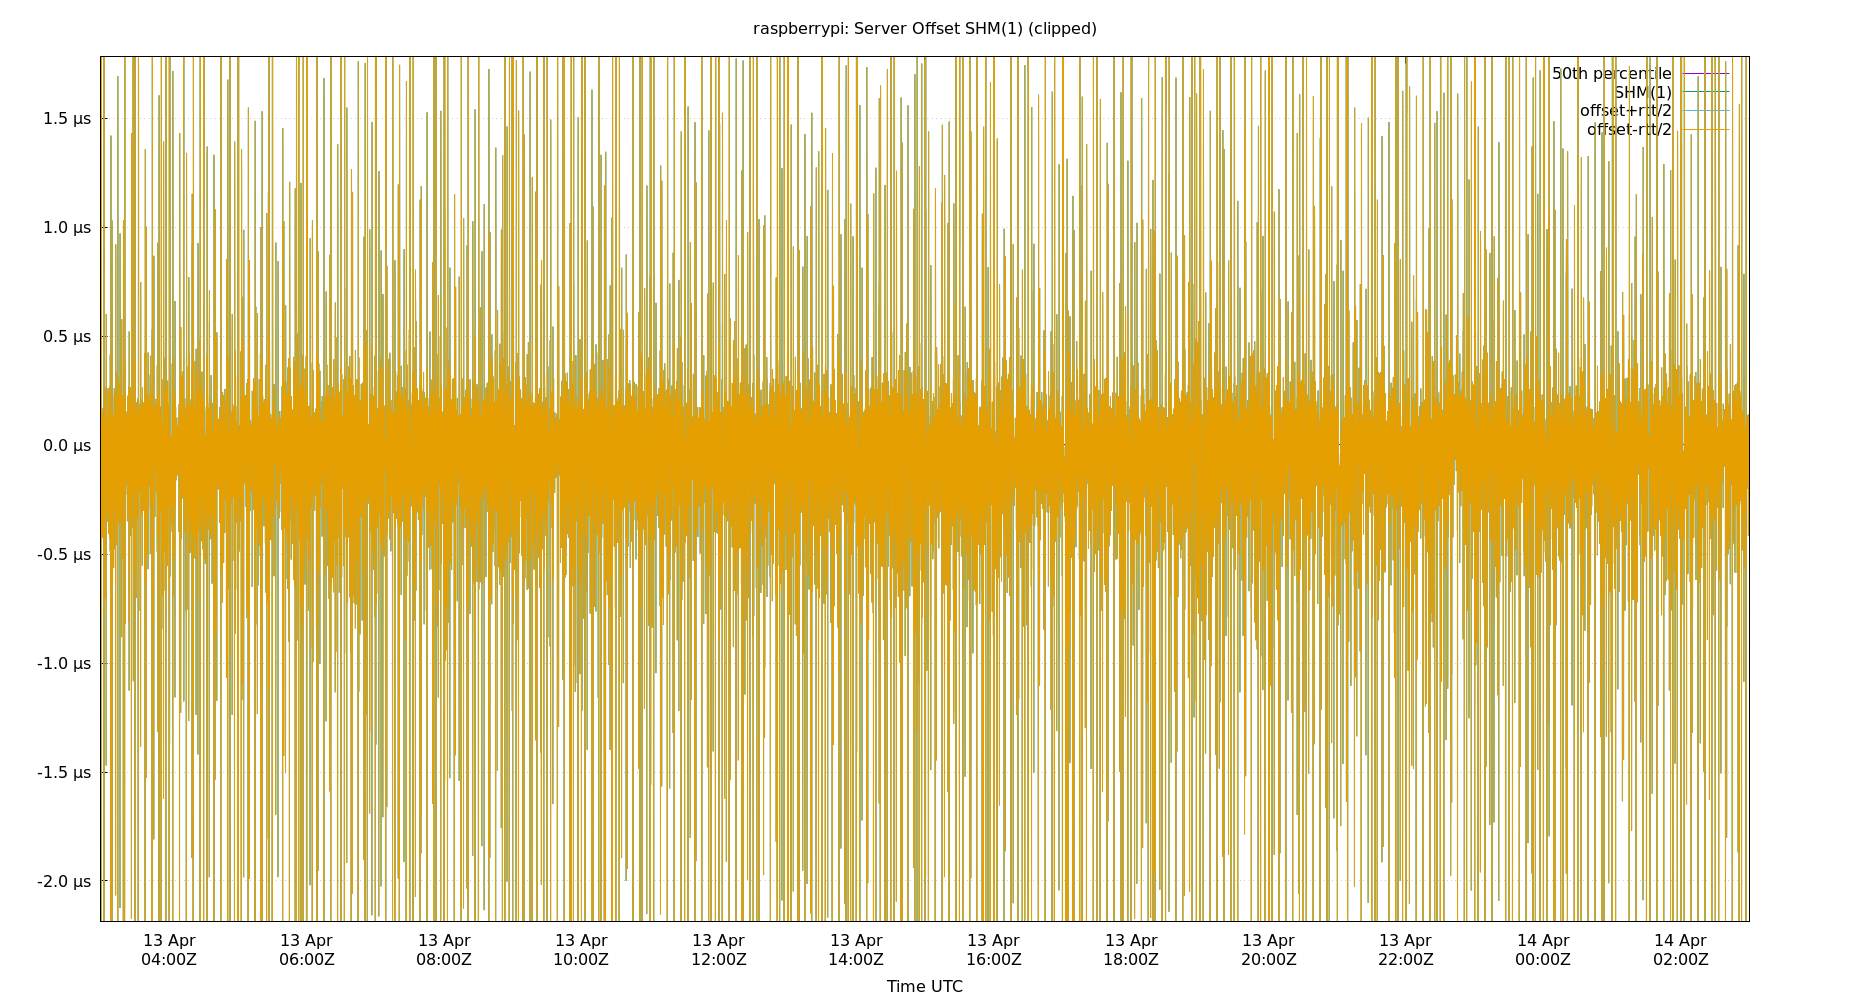 raspberrypi: Server Offset SHM(1) (clipped)
50th percentile
SHM(1)
offset+rtt/2
offset-rtt/2
1.5 µs
1.0 µs
0.5 µs
0.0 µs
-0.5 µs
-1.0 µs
-1.5 µs
-2.0 µs
13 Apr 13 Apr 13 Apr 13 Apr 13 Apr 13 Apr 13 Apr 13 Apr 13 Apr 13 Apr 14 Apr 14 Apr
04:00Z 06:00Z 08:00Z 10:00Z 12:00Z 14:00Z 16:00Z 18:00Z 20:00Z 22:00Z 00:00Z 02:00Z
Time UTC